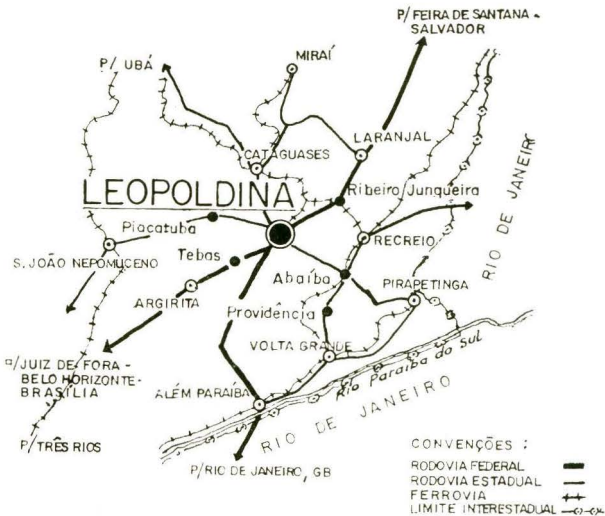 P/FEIRA DE SANTANA -
SALVADOR
MIRAÍ
P/ UBÁ
LARANJAL
CATAGUASES
LEOPOLDINA
Ribeiro Junqueira
Piacatuba
RECREIO
S. JOÃO NEPOMUCENO
Tebas
Abaíba
PIRAPETINGA
RIO DE JANEIRO
ARGIRITA
Providência
VOLTA GRANDE
P/JUIZ DE FORA -
BELO HORIZONTE-
BRASÍLIA
Rio Paraíba do Sul
ALÉM PARAÍBA
RIO DE JANEIRO
P/TRÊS RIOS
P/RIO DE JANEIRO, GB
CONVENÇÕES :
RODOVIA FEDERAL
RODOVIA ESTADUAL
FERROVIA
LIMITE INTERESTADUAL